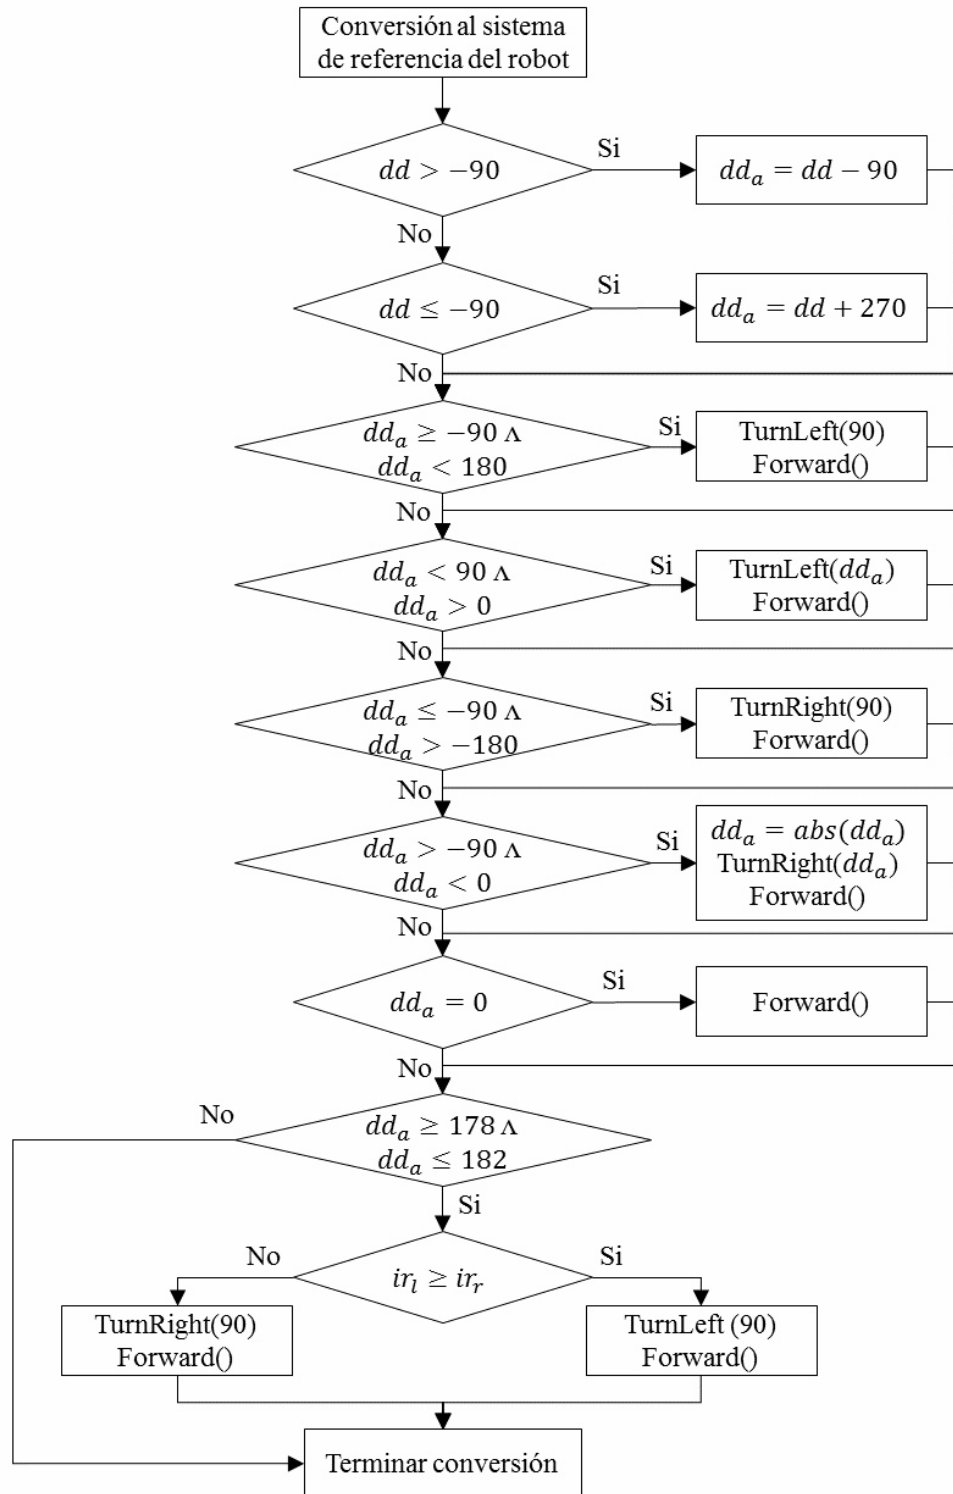 Conversión al sistema
de referencia del robot
dd > −90
Si
dd_a = dd − 90
No
dd ≤ −90
Si
dd_a = dd + 270
No
dd_a ≥ −90 Λ
dd_a < 180
Si
TurnLeft(90)
Forward()
No
dd_a < 90 Λ
dd_a > 0
Si
TurnLeft(dd_a)
Forward()
No
dd_a ≤ −90 Λ
dd_a > −180
Si
TurnRight(90)
Forward()
No
dd_a > −90 Λ
dd_a < 0
Si
dd_a = abs(dd_a)
TurnRight(dd_a)
Forward()
No
dd_a = 0
Si
Forward()
No
No
dd_a ≥ 178 Λ
dd_a ≤ 182
Si
No
ir_l ≥ ir_r
Si
TurnRight(90)
Forward()
TurnLeft (90)
Forward()
Terminar conversión